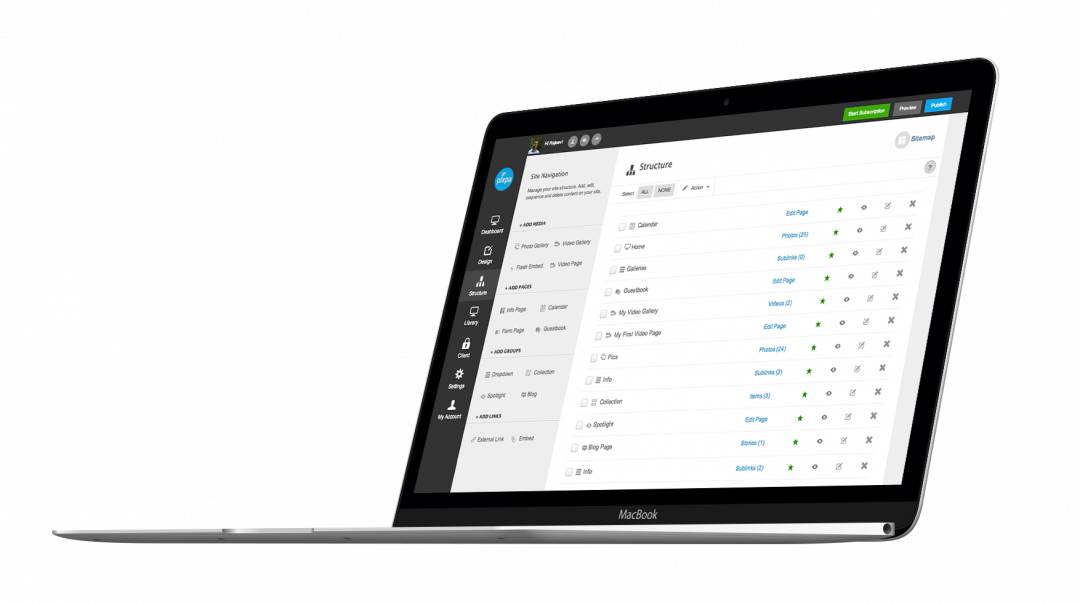 Hi Rajeev!
Start Subscription
Preview
Publish
pixpa
Dashboard
Design
Structure
Library
Client
Settings
My Account
Site Navigation
Manage your site structure. Add, edit,
sequence and delete content on your site.
+ ADD MEDIA
Photo Gallery Video Gallery
Flash Embed Video Page
+ ADD PAGES
Info Page Calendar
Form Page Guestbook
+ ADD GROUPS
Dropdown Collection
Spotlight Blog
+ ADD LINKS
External Link Embed
Structure
Sitemap
?
Select ALL NONE Action
Calendar Edit Page
Home Photos (25)
Galleries Sublinks (0)
Guestbook Edit Page
My Video Gallery Videos (2)
My First Video Page Edit Page
Pics Photos (24)
Info Sublinks (2)
Collection Items (3)
Spotlight Edit Page
Blog Page Stories (1)
Info Sublinks (2)
MacBook